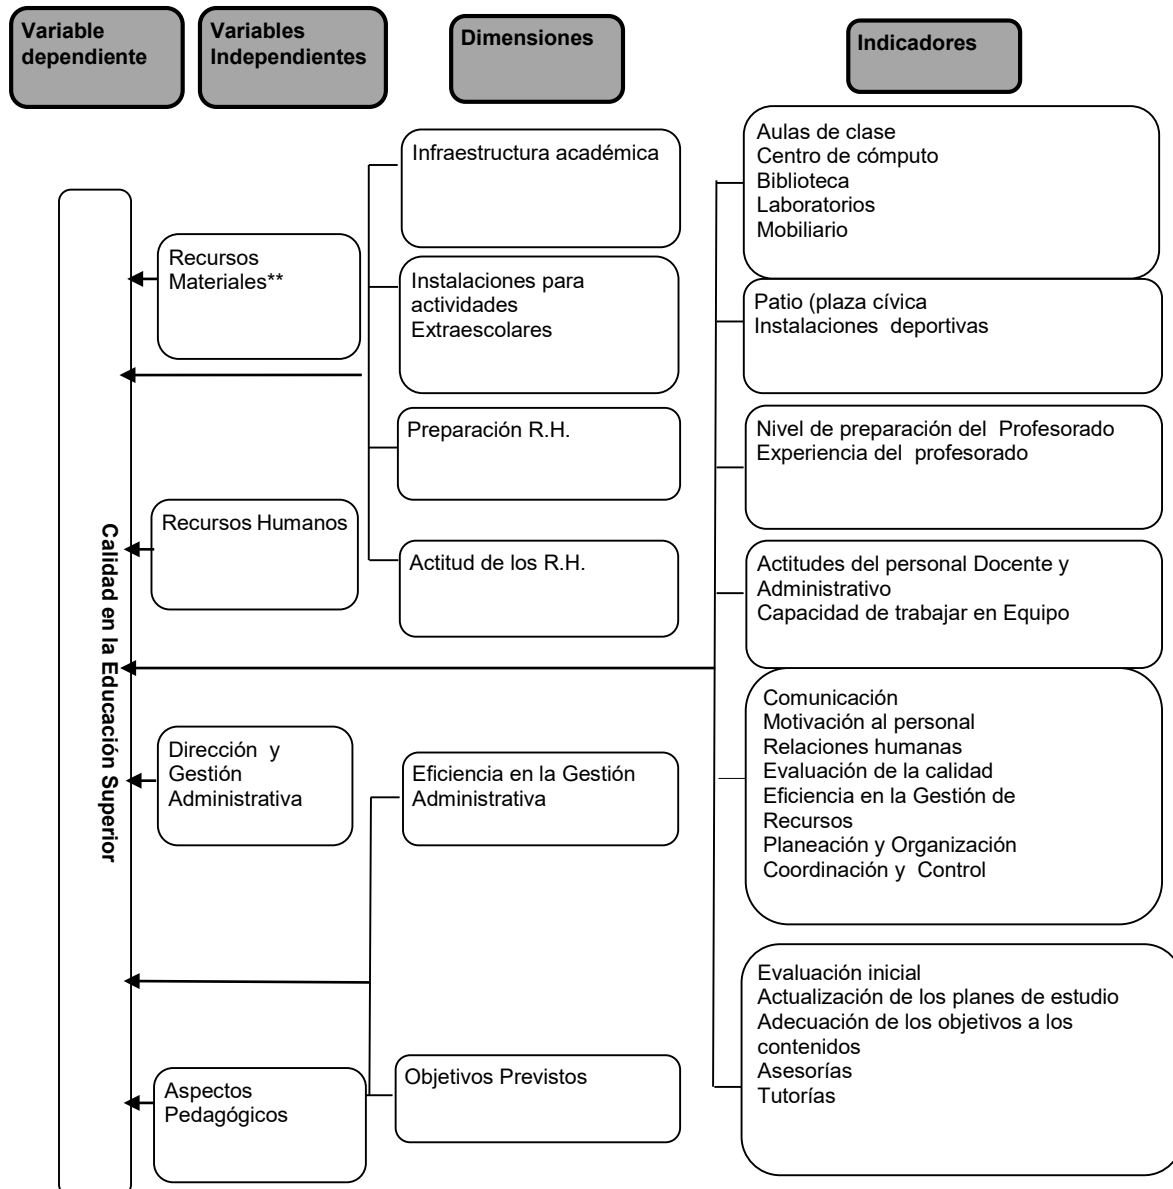 Variable
dependiente
Variables
Independientes
Dimensiones
Indicadores
Calidad en la Educación Superior
Recursos
Materiales**
Recursos Humanos
Dirección y
Gestión
Administrativa
Aspectos
Pedagógicos
Infraestructura académica
Instalaciones para
actividades
Extraescolares
Preparación R.H.
Actitud de los R.H.
Eficiencia en la Gestión
Administrativa
Objetivos Previstos
Aulas de clase
Centro de cómputo
Biblioteca
Laboratorios
Mobiliario
Patio (plaza cívica
Instalaciones deportivas
Nivel de preparación del Profesorado
Experiencia del profesorado
Actitudes del personal Docente y
Administrativo
Capacidad de trabajar en Equipo
Comunicación
Motivación al personal
Relaciones humanas
Evaluación de la calidad
Eficiencia en la Gestión de
Recursos
Planeación y Organización
Coordinación y Control
Evaluación inicial
Actualización de los planes de estudio
Adecuación de los objetivos a los
contenidos
Asesorías
Tutorías